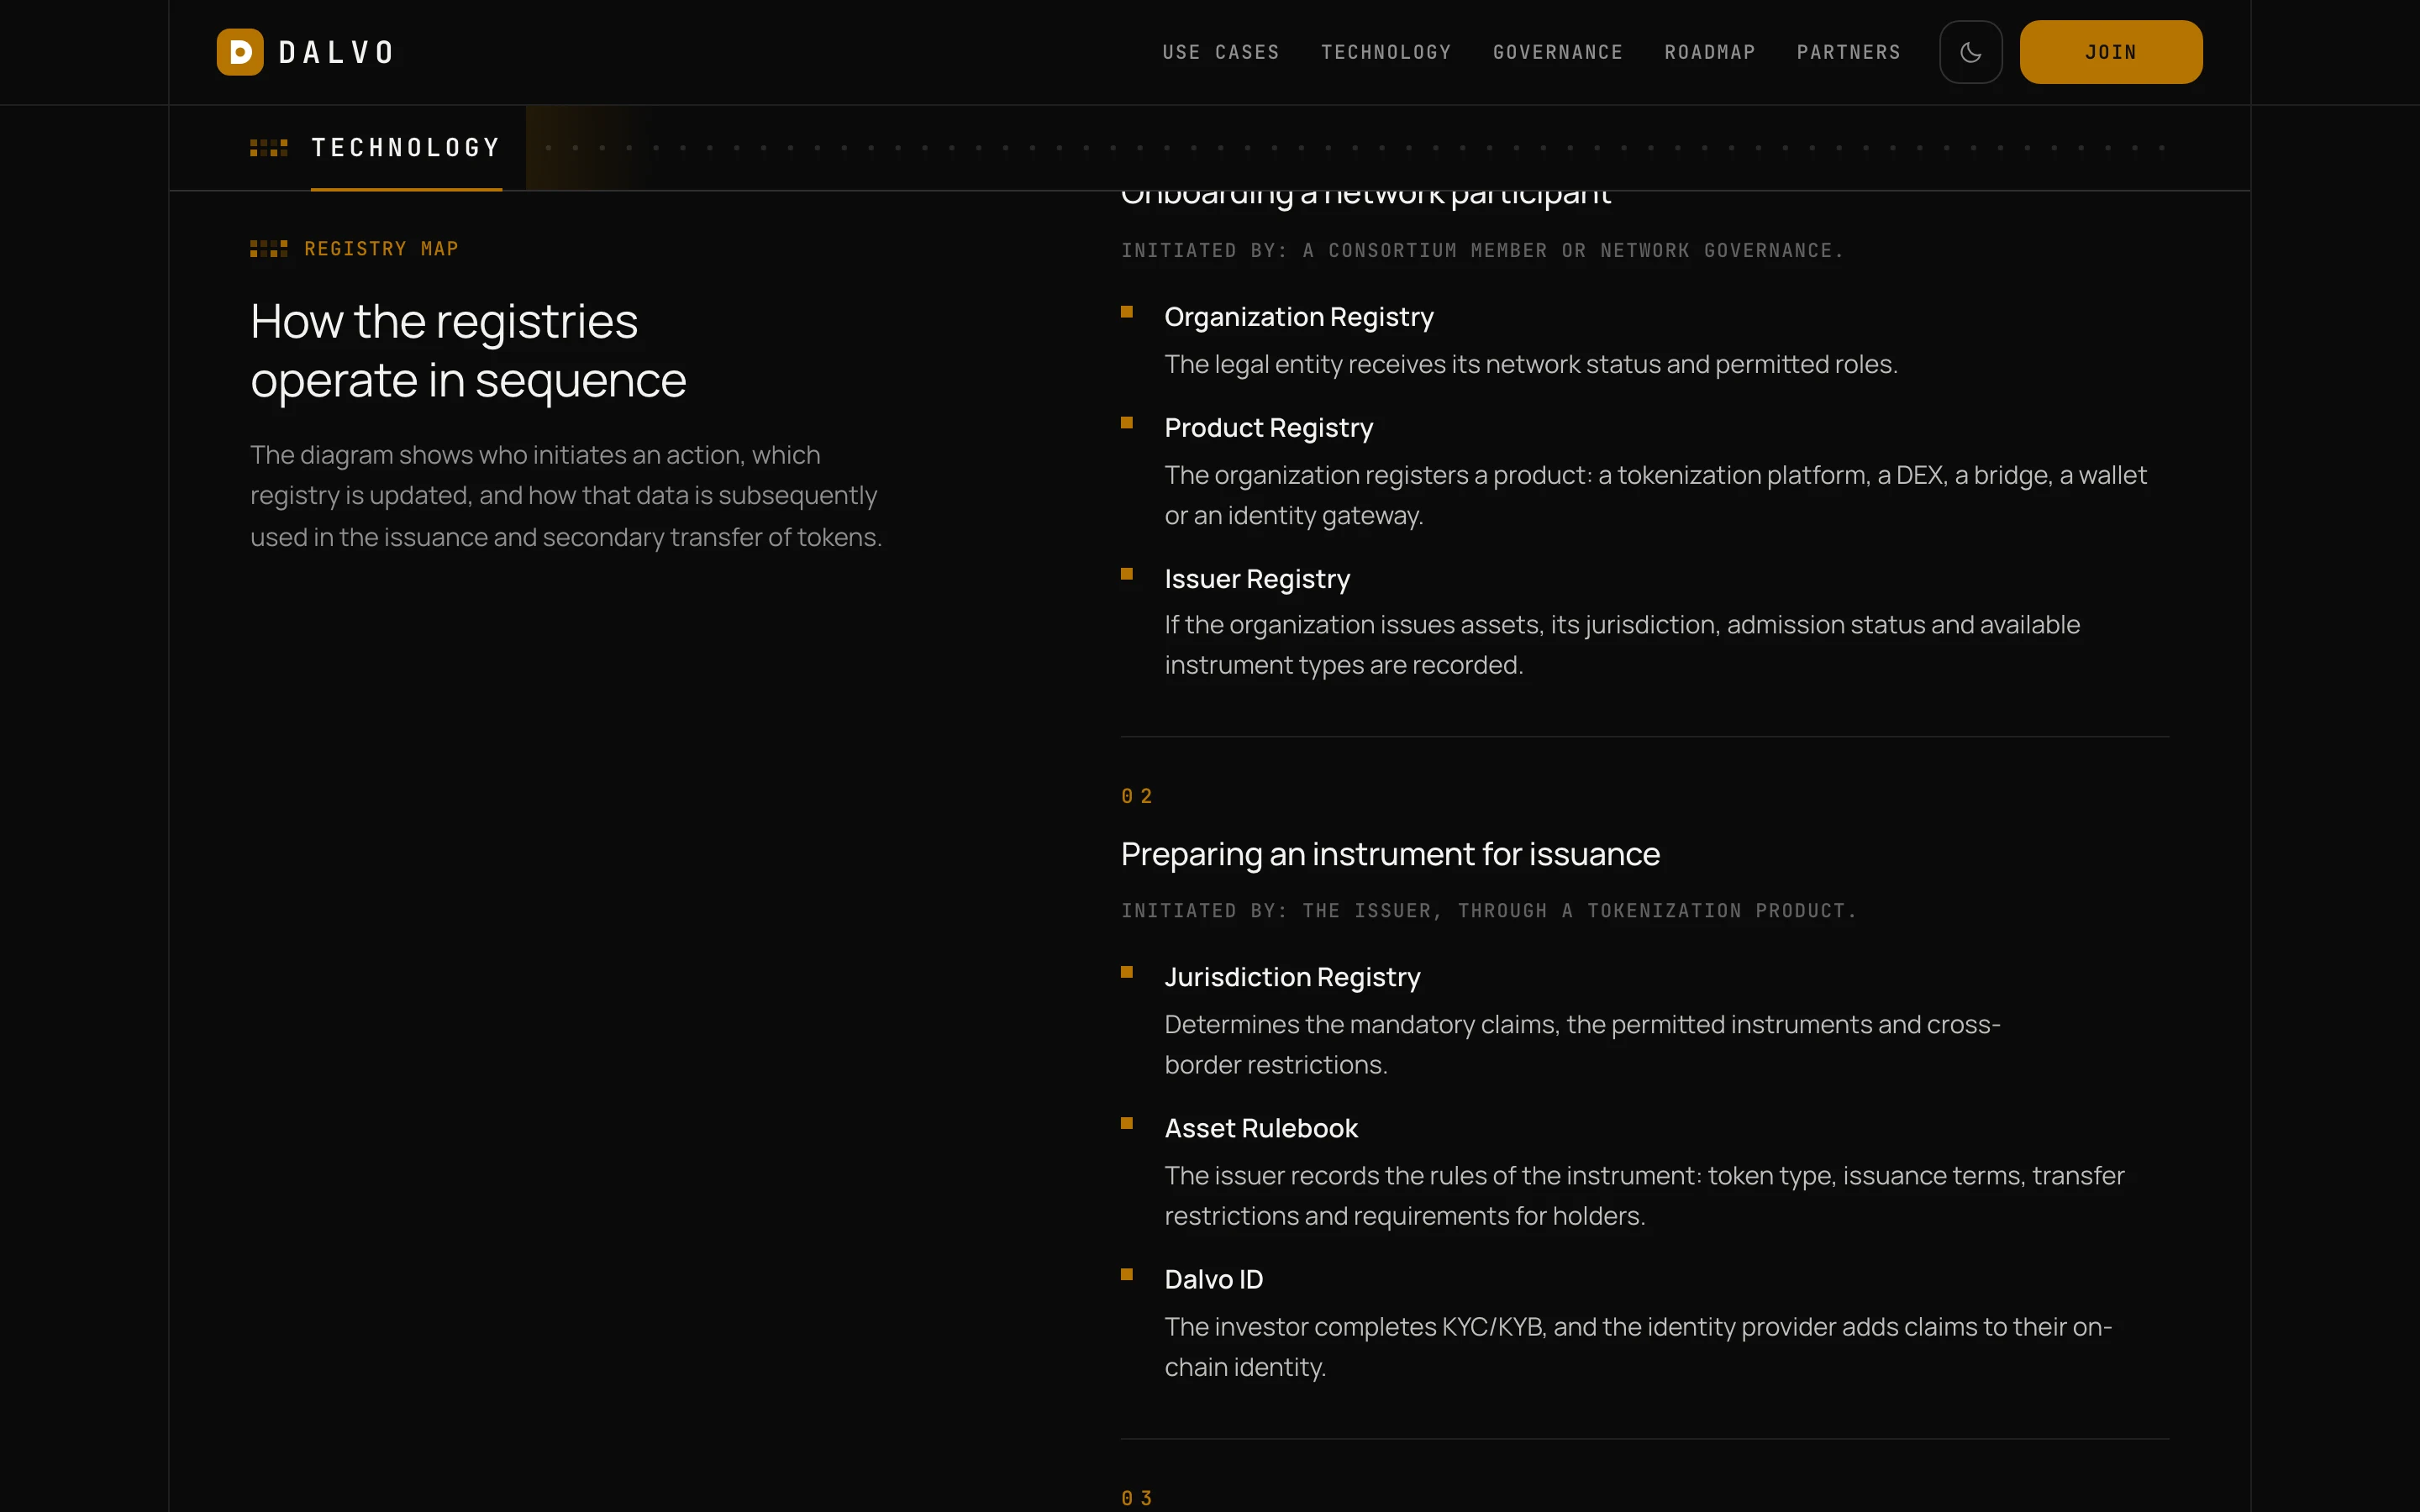 DALVO
USE CASES
TECHNOLOGY
GOVERNANCE
ROADMAP
PARTNERS
JOIN
TECHNOLOGY
REGISTRY MAP
How the registries
operate in sequence
The diagram shows who initiates an action, which
registry is updated, and how that data is subsequently
used in the issuance and secondary transfer of tokens.
Onboarding a network participant
INITIATED BY: A CONSORTIUM MEMBER OR NETWORK GOVERNANCE.
Organization Registry
The legal entity receives its network status and permitted roles.
Product Registry
The organization registers a product: a tokenization platform, a DEX, a bridge, a wallet
or an identity gateway.
Issuer Registry
If the organization issues assets, its jurisdiction, admission status and available
instrument types are recorded.
02
Preparing an instrument for issuance
INITIATED BY: THE ISSUER, THROUGH A TOKENIZATION PRODUCT.
Jurisdiction Registry
Determines the mandatory claims, the permitted instruments and cross-
border restrictions.
Asset Rulebook
The issuer records the rules of the instrument: token type, issuance terms, transfer
restrictions and requirements for holders.
Dalvo ID
The investor completes KYC/KYB, and the identity provider adds claims to their on-
chain identity.
03